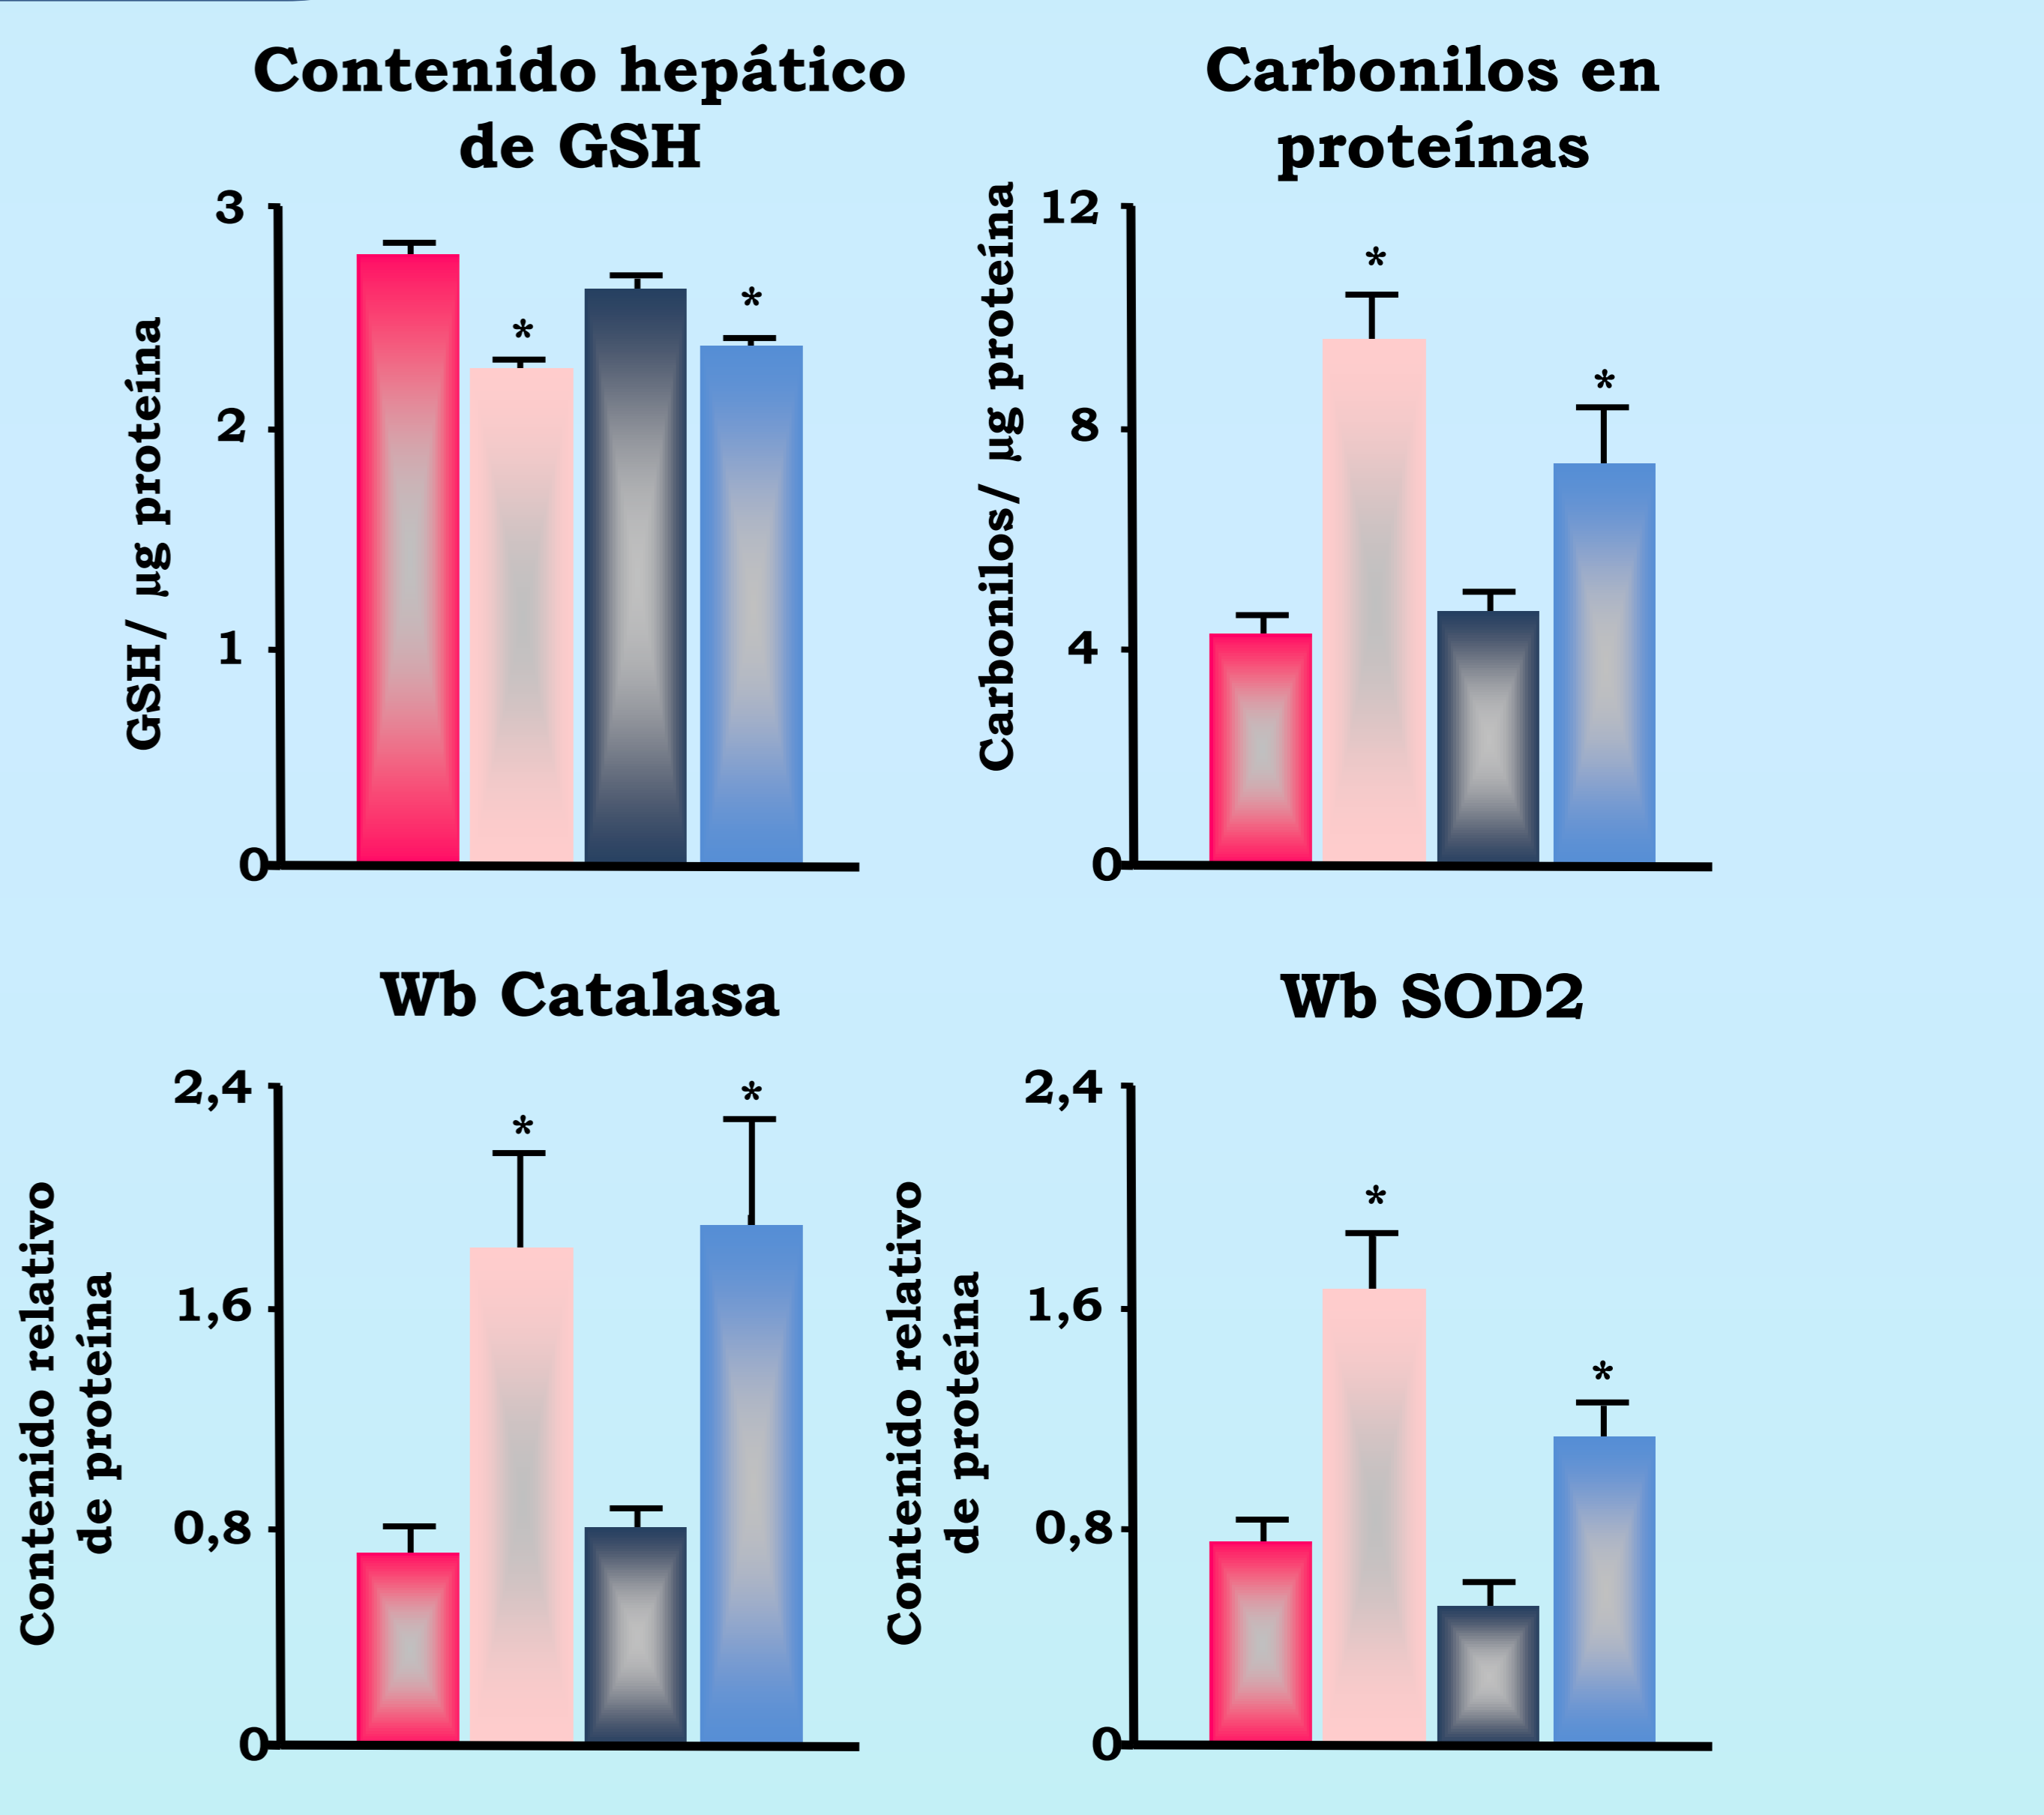 Contenido hepático
de GSH
GSH/ µg proteína
3
2
1
0
*
*
Carbonilos en
proteínas
Carbonilos/ µg proteína
12
8
4
0
*
*
Wb Catalasa
Contenido relativo
de proteína
2,4
1,6
0,8
0
*
*
Wb SOD2
Contenido relativo
de proteína
2,4
1,6
0,8
0
*
*